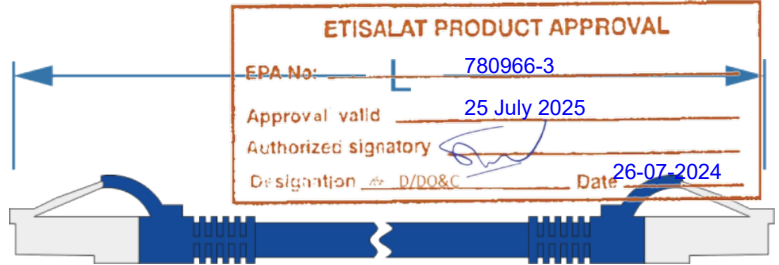 ETISALAT PRODUCT APPROVAL
EPA No: 780966-3
L
Approval valid 25 July 2025
Authorized signatory
Designation D/DO&C Date 26-07-2024